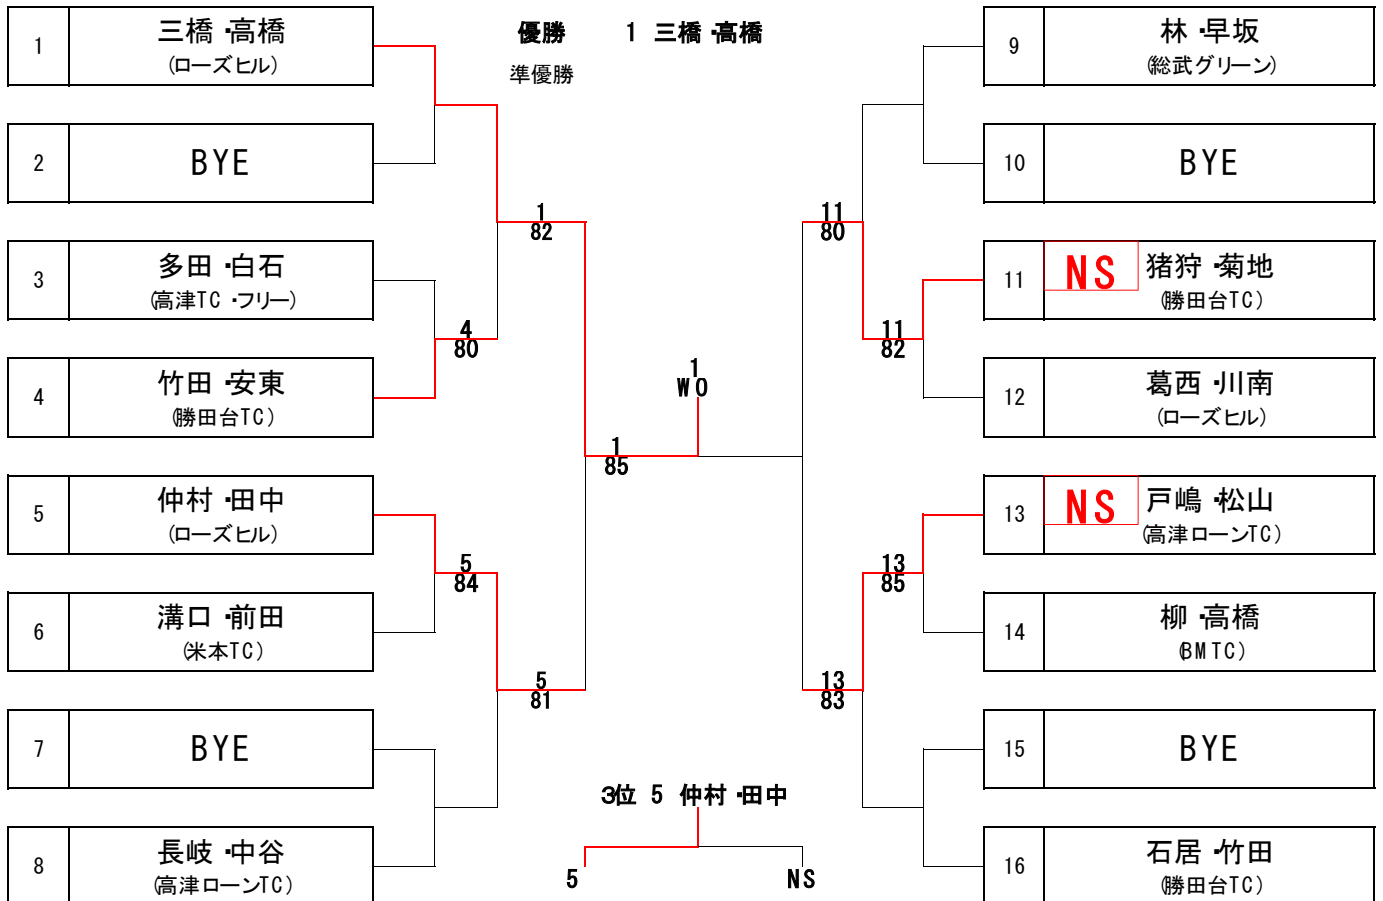 優勝 1 三橋・高橋
準優勝
1 三橋・高橋
(ローズヒル)
2 BYE
3 多田・白石
(高津TC・フリー)
4 竹田・安東
(勝田台TC)
5 仲村・田中
(ローズヒル)
6 溝口・前田
(米本TC)
7 BYE
8 長岐・中谷
(高津ローンTC)
4
80
5
84
1
82
5
81
1
85
1
WO
11
80
13
83
11
82
13
85
9 林・早坂
(総武グリーン)
10 BYE
11 NS 猪狩・菊地
(勝田台TC)
12 葛西・川南
(ローズヒル)
13 NS 戸嶋・松山
(高津ローンTC)
14 柳・高橋
(BMTC)
15 BYE
16 石居・竹田
(勝田台TC)
3位 5 仲村・田中
5 NS